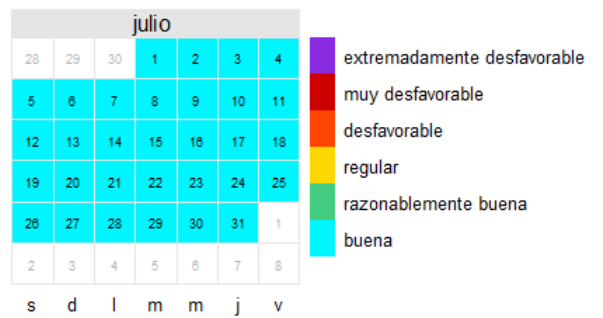 julio
28 29 30 1 2 3 4
5 6 7 8 9 10 11
12 13 14 15 16 17 18
19 20 21 22 23 24 25
26 27 28 29 30 31 1
2 3 4 5 6 7 8
s d l m m j v
extremadamente desfavorable
muy desfavorable
desfavorable
regular
razonablemente buena
buena